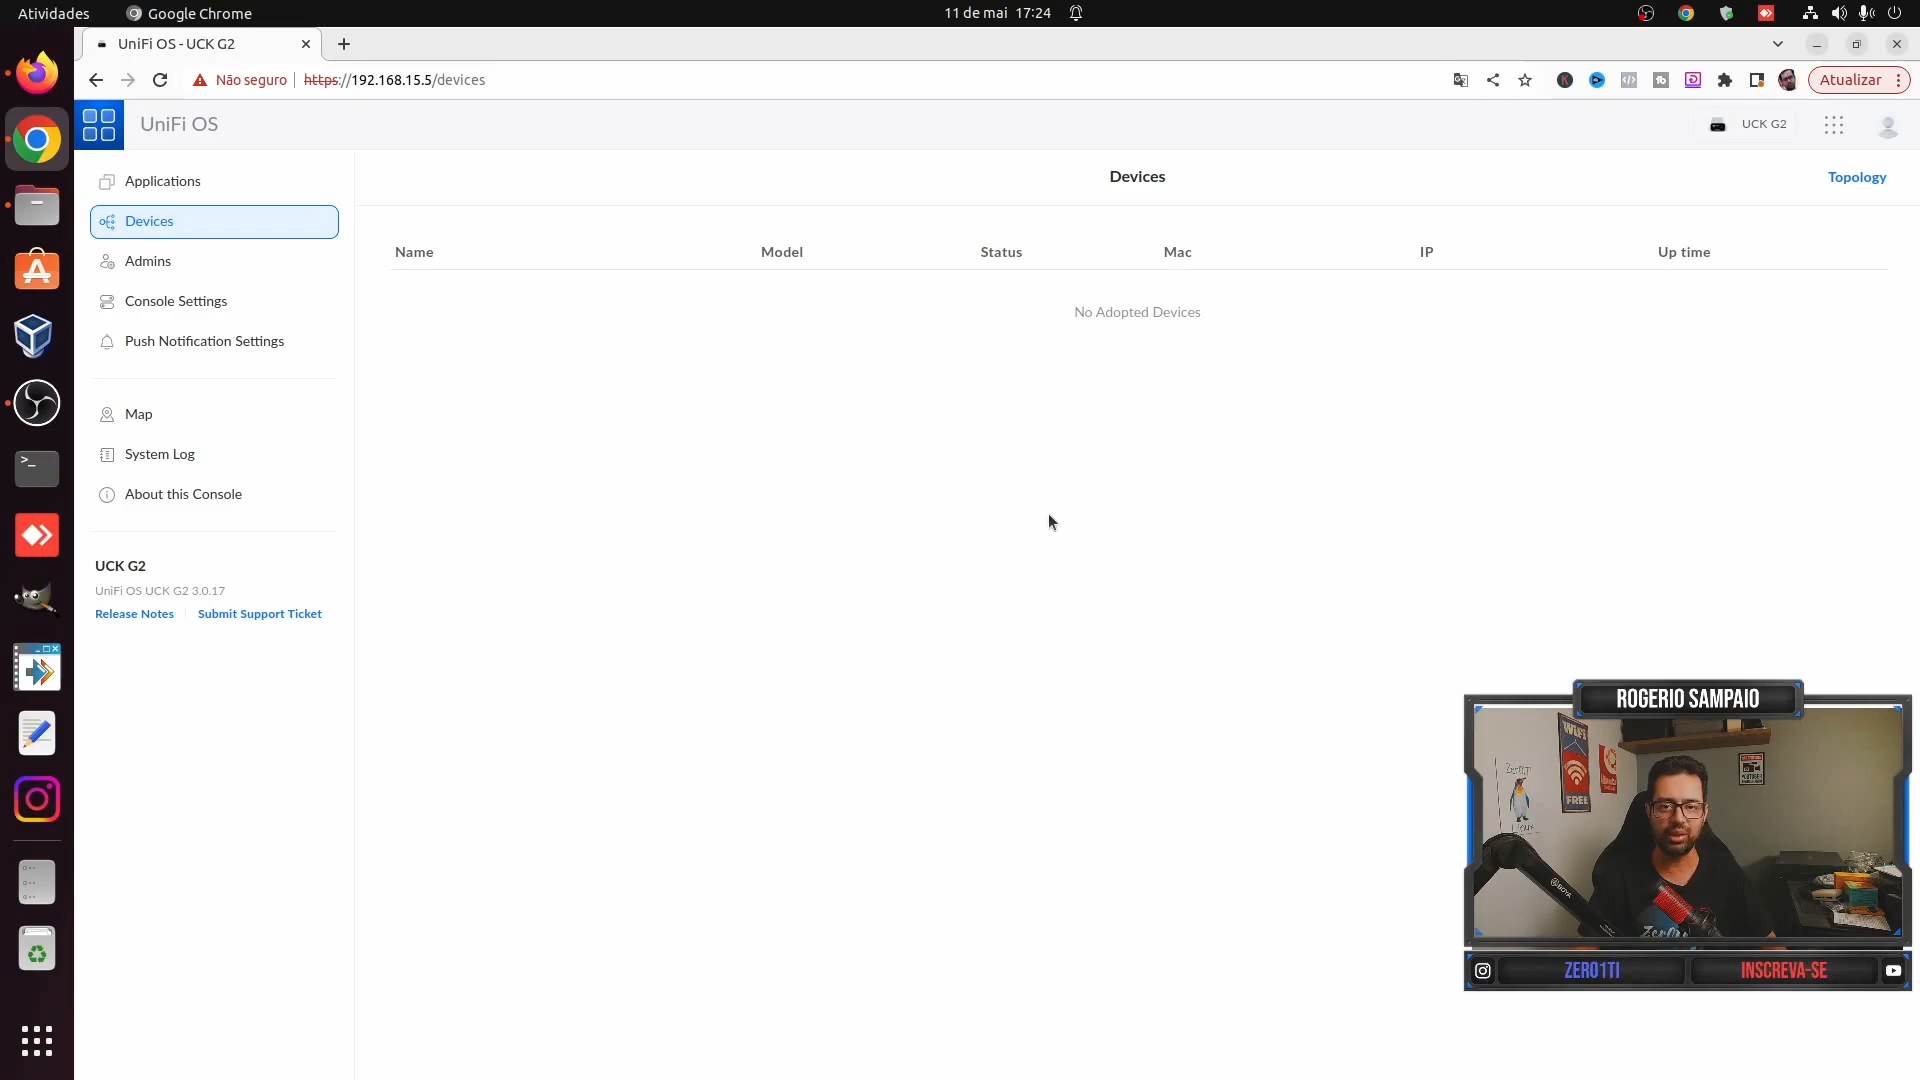 Atividades
Google Chrome
11 de mai 17:24
UniFi OS - UCK G2
Não seguro
https://192.168.15.5/devices
Atualizar
UniFi OS
UCK G2
Applications
Devices
Admins
Console Settings
Push Notification Settings
Map
System Log
About this Console
UCK G2
UniFi OS UCK G2 3.0.17
Release Notes
Submit Support Ticket
Devices
Topology
Name
Model
Status
Mac
IP
Up time
No Adopted Devices
ROGERIO SAMPAIO
WiFi
FREE
BOYA
ZERO1TI
INSCREVA-SE